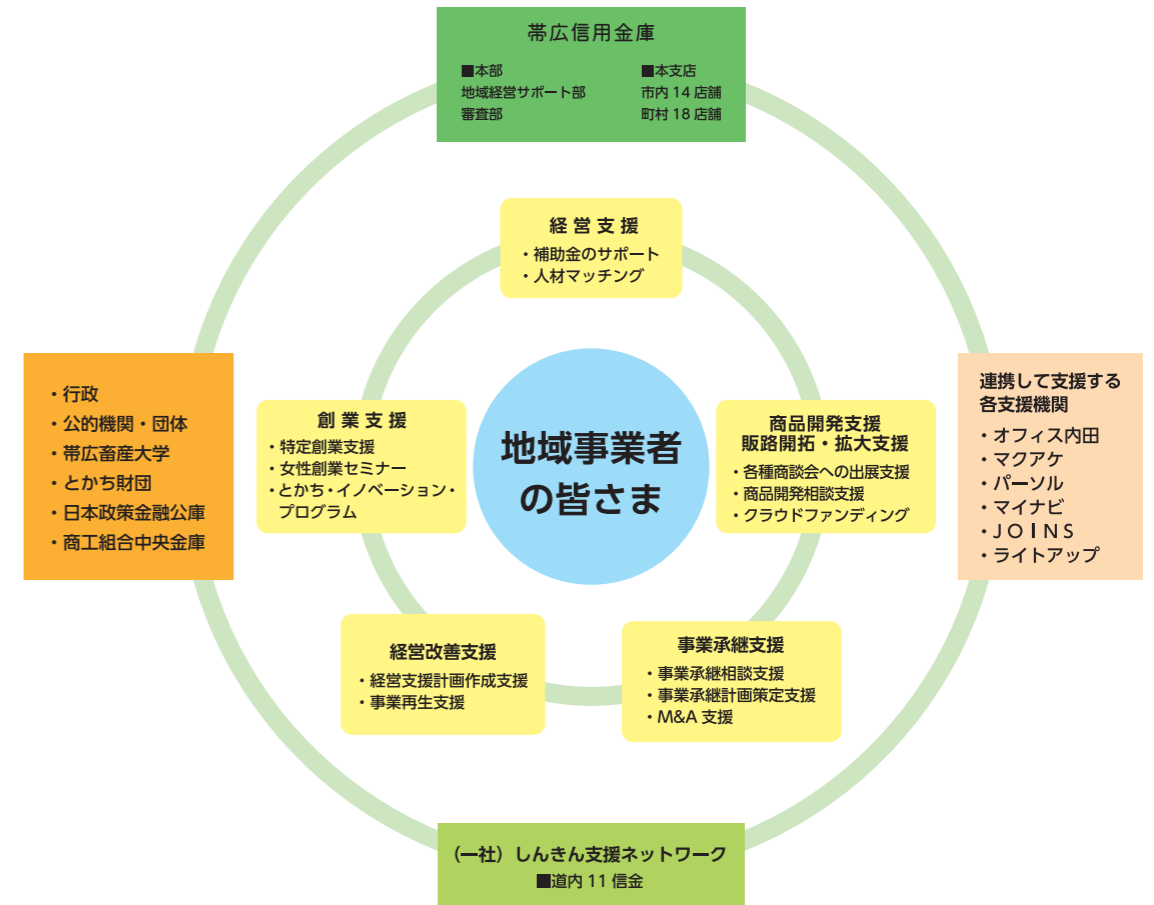 帯広信用金庫
■本部
地域経営サポート部
審査部
■本支店
市内 14 店舗
町村 18 店舗
経営支援
・補助金のサポート
・人材マッチング
・行政
・公的機関・団体
・帯広畜産大学
・とかち財団
・日本政策金融公庫
・商工組合中央金庫
創業支援
・特定創業支援
・女性創業セミナー
・とかち・イノベーション・
プログラム
地域事業者
の皆さま
商品開発支援
販路開拓・拡大支援
・各種商談会への出展支援
・商品開発相談支援
・クラウドファンディング
連携して支援する
各支援機関
・オフィス内田
・マクアケ
・パーソル
・マイナビ
・JOINS
・ライトアップ
経営改善支援
・経営支援計画作成支援
・事業再生支援
事業承継支援
・事業承継相談支援
・事業承継計画策定支援
・M&A 支援
（一社）しんきん支援ネットワーク
■道内 11 信金